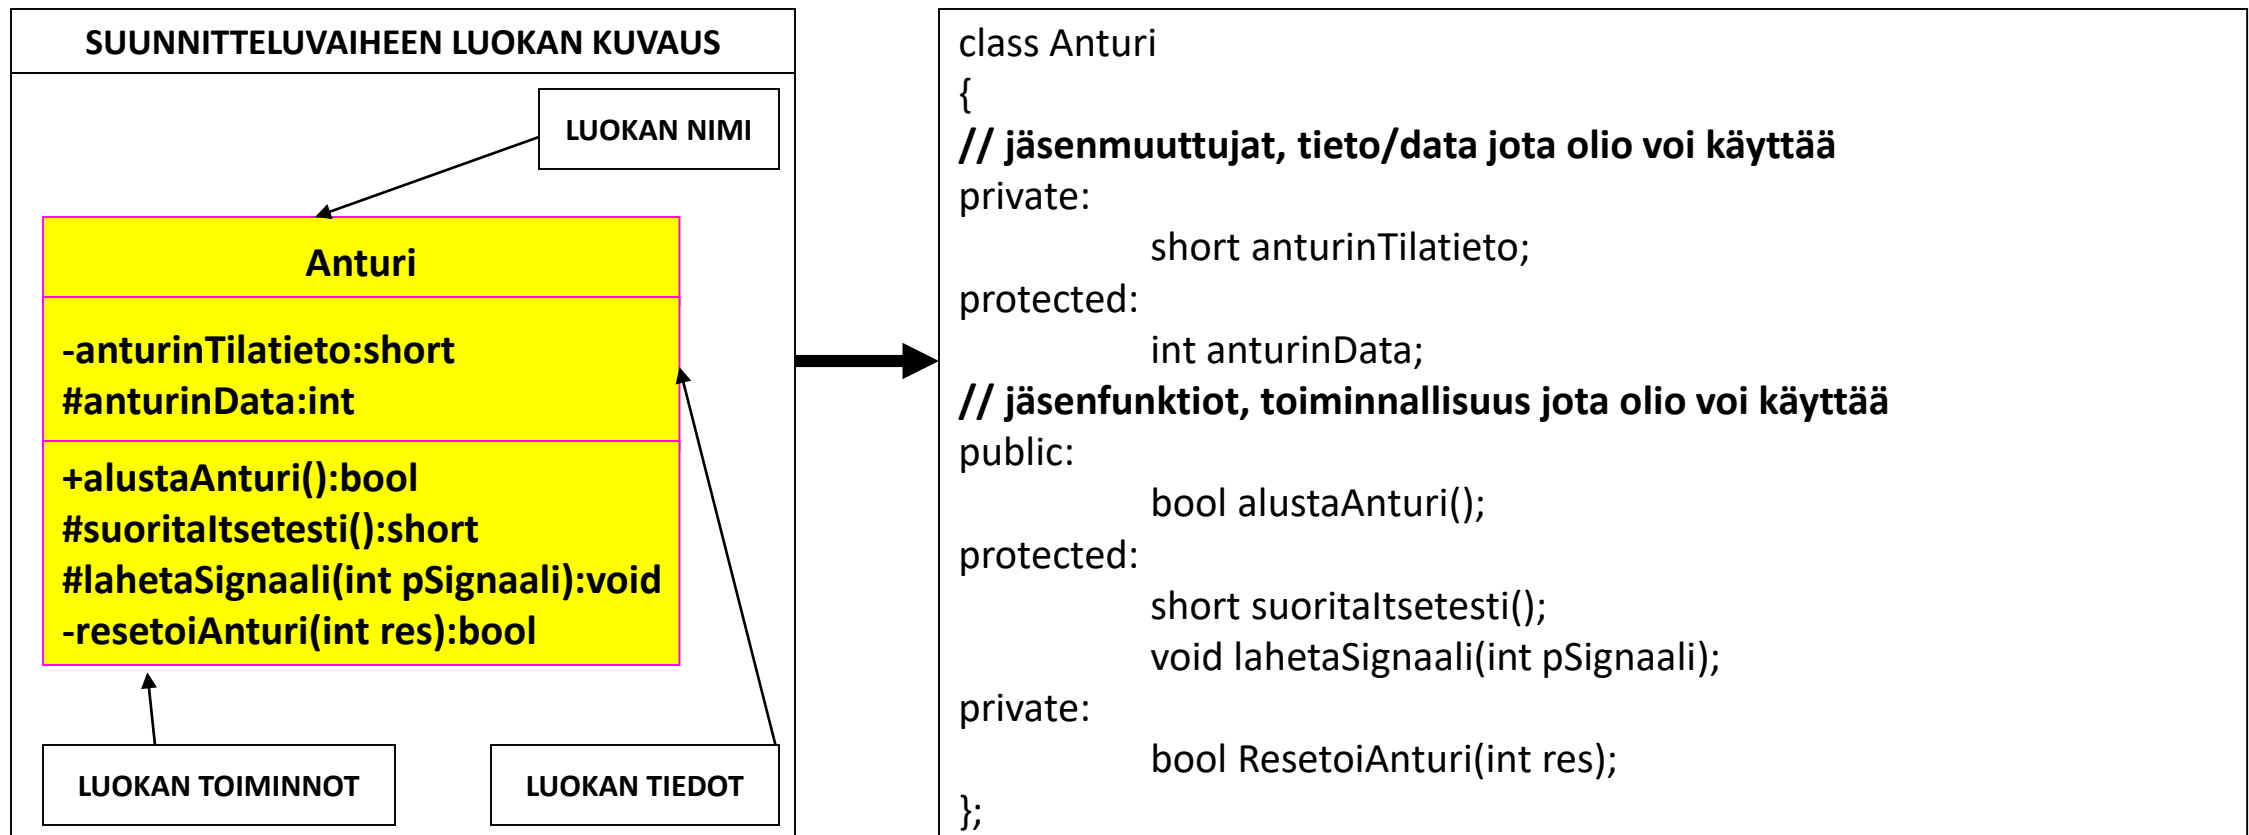 SUUNNITTELUVAIHEEN LUOKAN KUVAUS
LUOKAN NIMI
Anturi
-anturinTilatieto:short
#anturinData:int
+alustaAnturi():bool
#suoritaItsetesti():short
#lahetaSignaali(int pSignaali):void
-resetoiAnturi(int res):bool
LUOKAN TOIMINNOT
LUOKAN TIEDOT
class Anturi
{
// jäsenmuuttujat, tieto/data jota olio voi käyttää
private:
short anturinTilatieto;
protected:
int anturinData;
// jäsenfunktiot, toiminnallisuus jota olio voi käyttää
public:
bool alustaAnturi();
protected:
short suoritaItsetesti();
void lahetaSignaali(int pSignaali);
private:
bool ResetoiAnturi(int res);
};